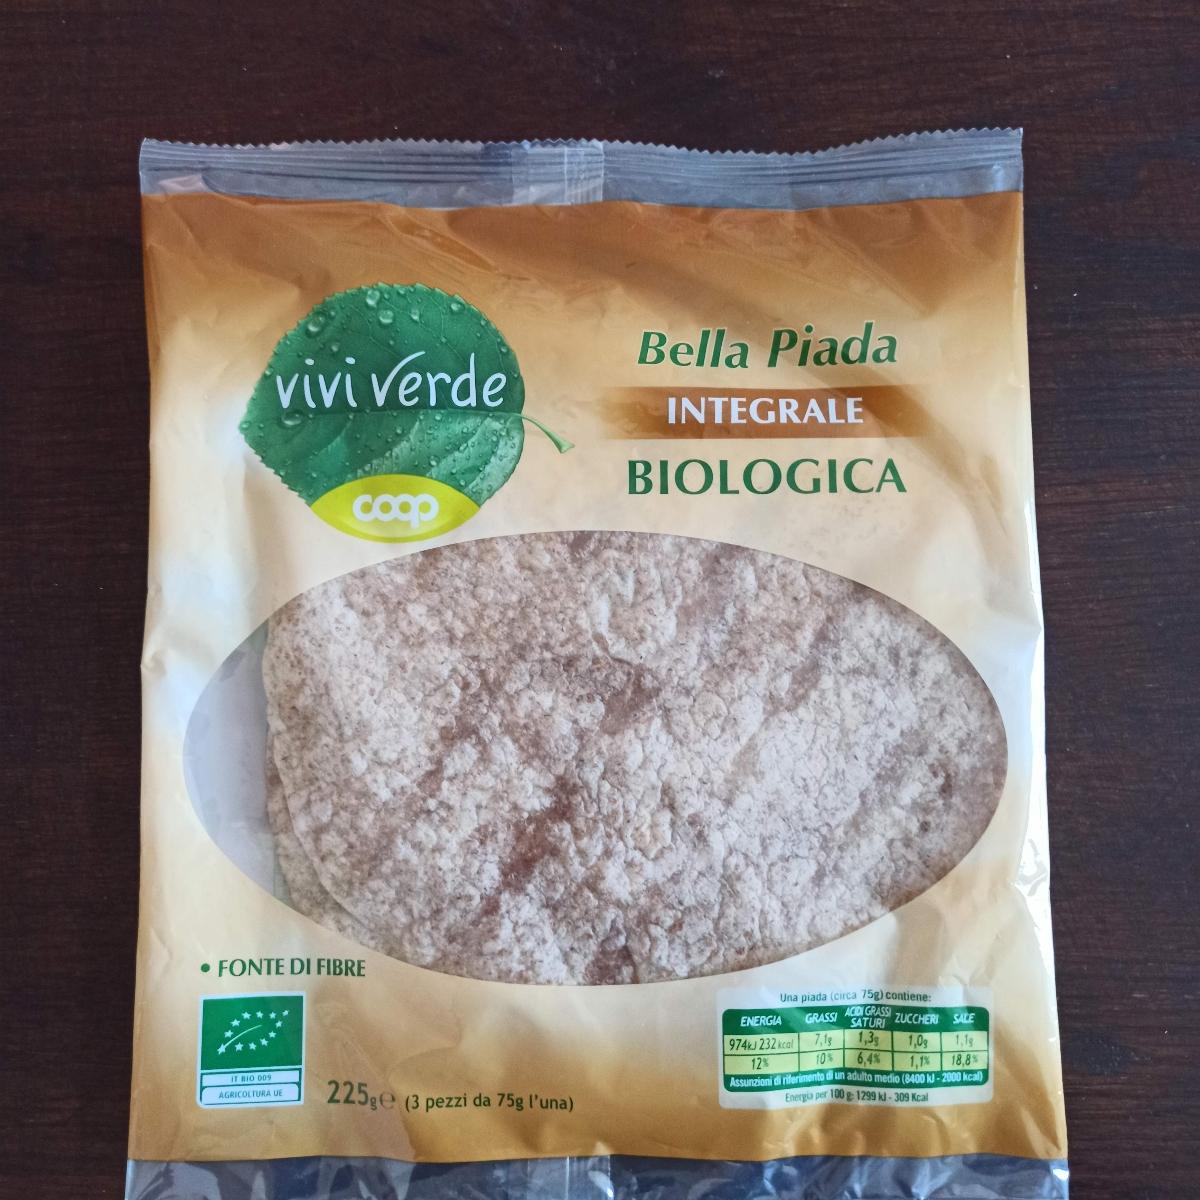 vivi verde
coop
Bella Piada
INTEGRALE
BIOLOGICA
• FONTE DI FIBRE
IT BIO 009
AGRICOLTURA UE
225g e (3 pezzi da 75g l'una)
Una piada (circa 75g) contiene:
ENERGIA GRASSI ACIDI GRASSI SATURI ZUCCHERI SALE
974kJ 232kcal 7,1g 1,3g 1,0g 1,1g
12% 10% 6,4% 1,1% 18,8%
Assunzioni di riferimento di un adulto medio (8400 kJ - 2000 kcal)
Energia per 100 g: 1299 kJ - 309 Kcal